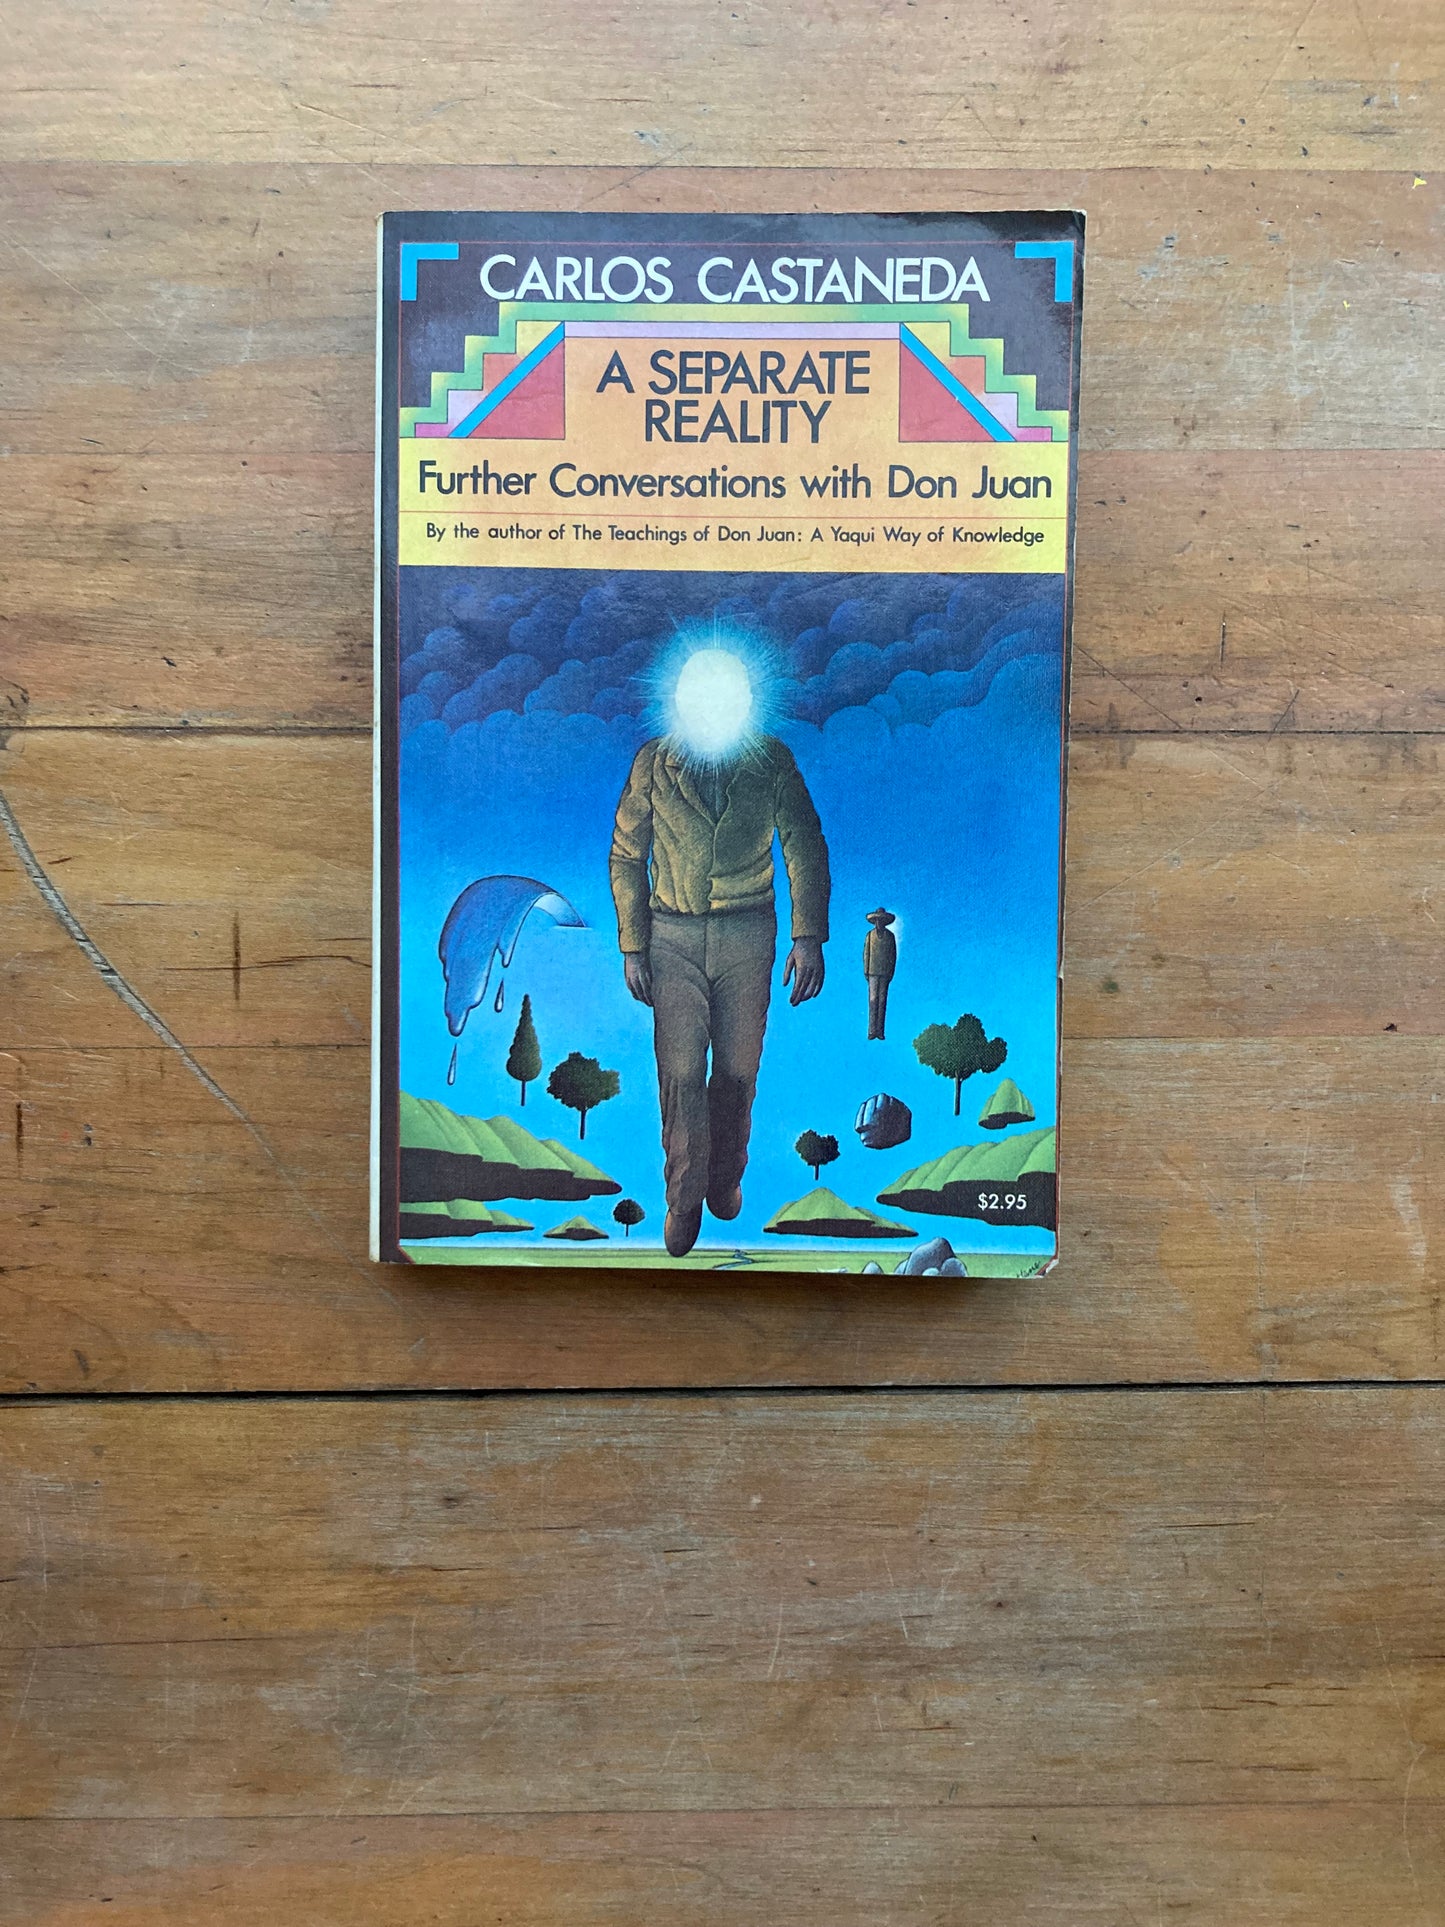 CARLOS CASTANEDA
A SEPARATE
REALITY
Further Conversations with Don Juan
By the author of The Teachings of Don Juan: A Yaqui Way of Knowledge
$2.95